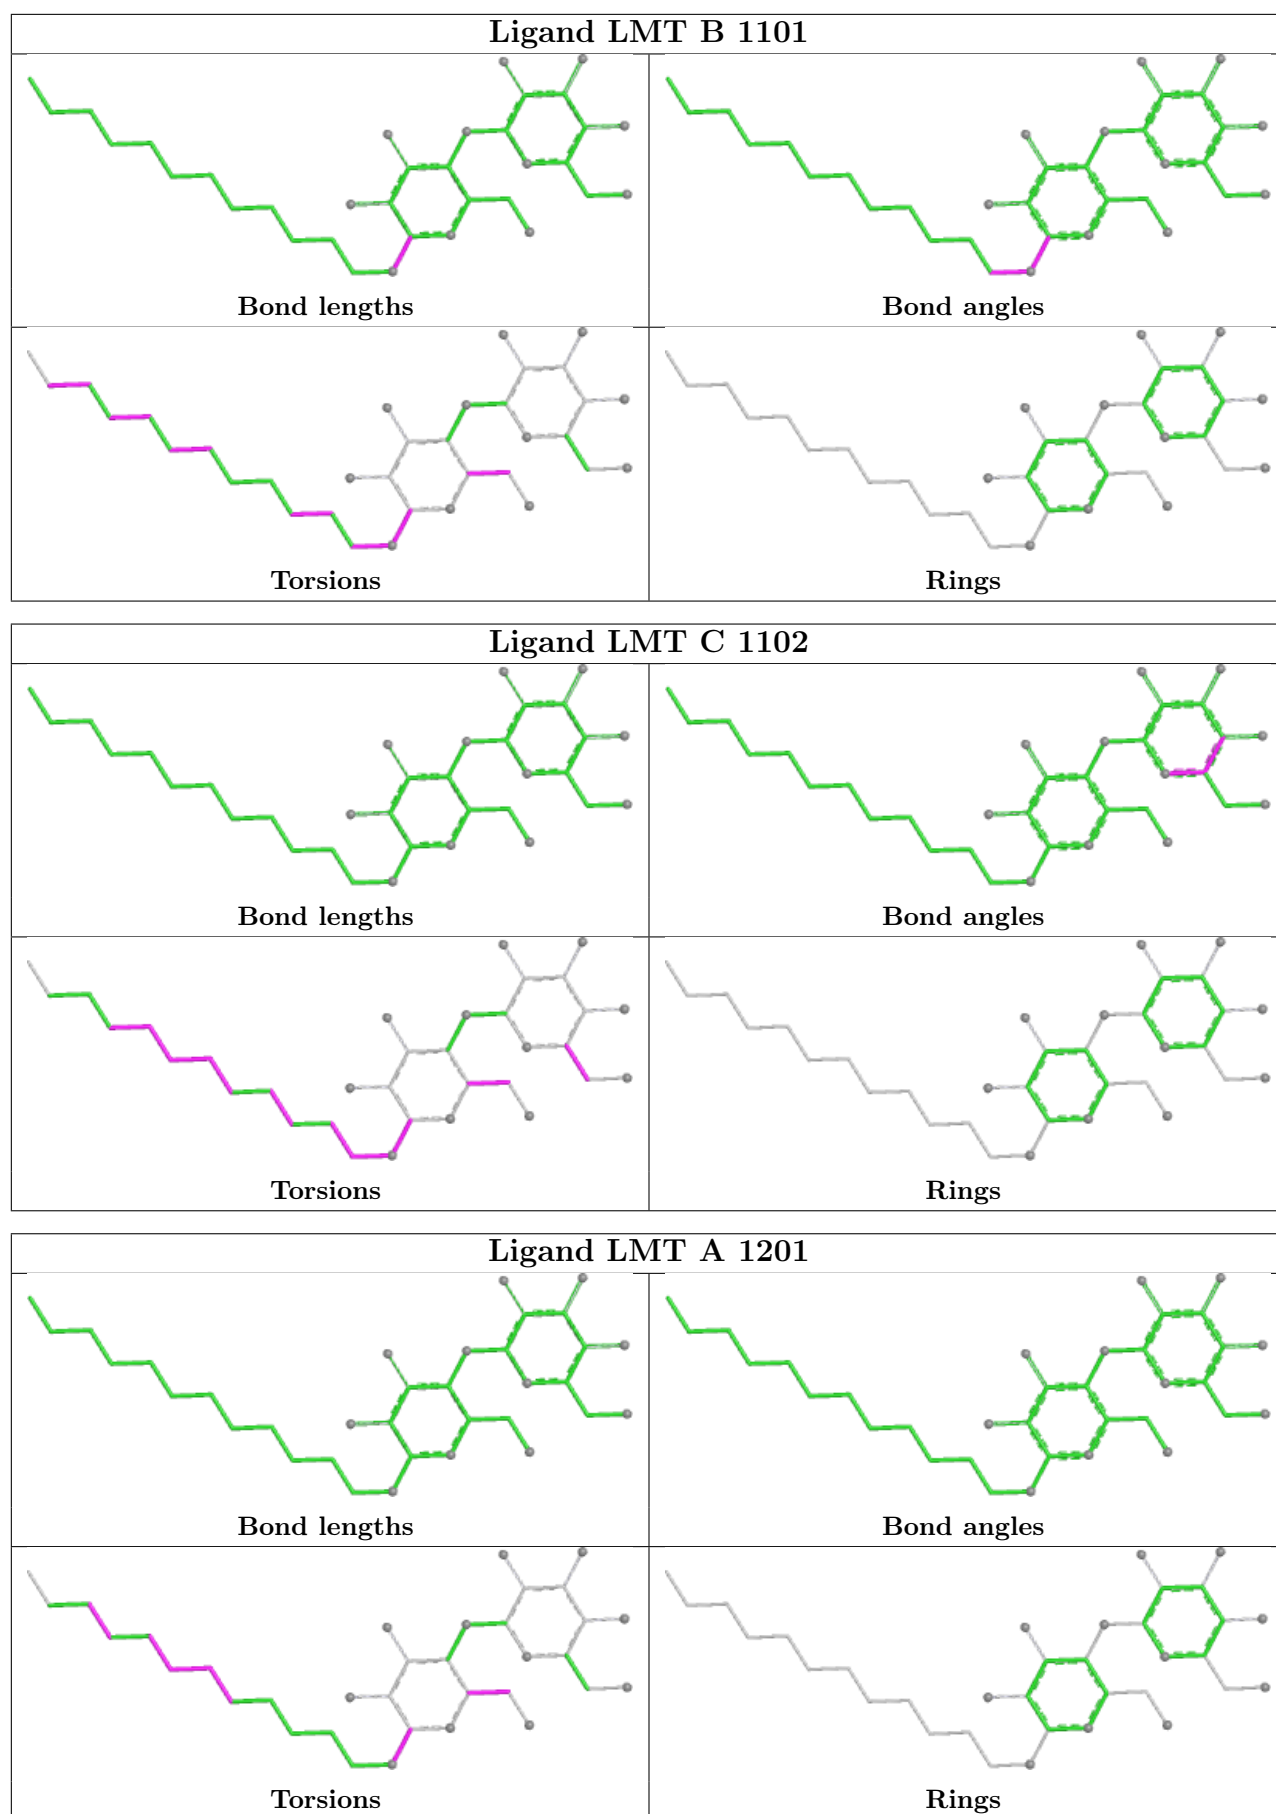 Ligand LMT B 1101
Bond lengths
Bond angles
Torsions
Rings
Ligand LMT C 1102
Bond lengths
Bond angles
Torsions
Rings
Ligand LMT A 1201
Bond lengths
Bond angles
Torsions
Rings